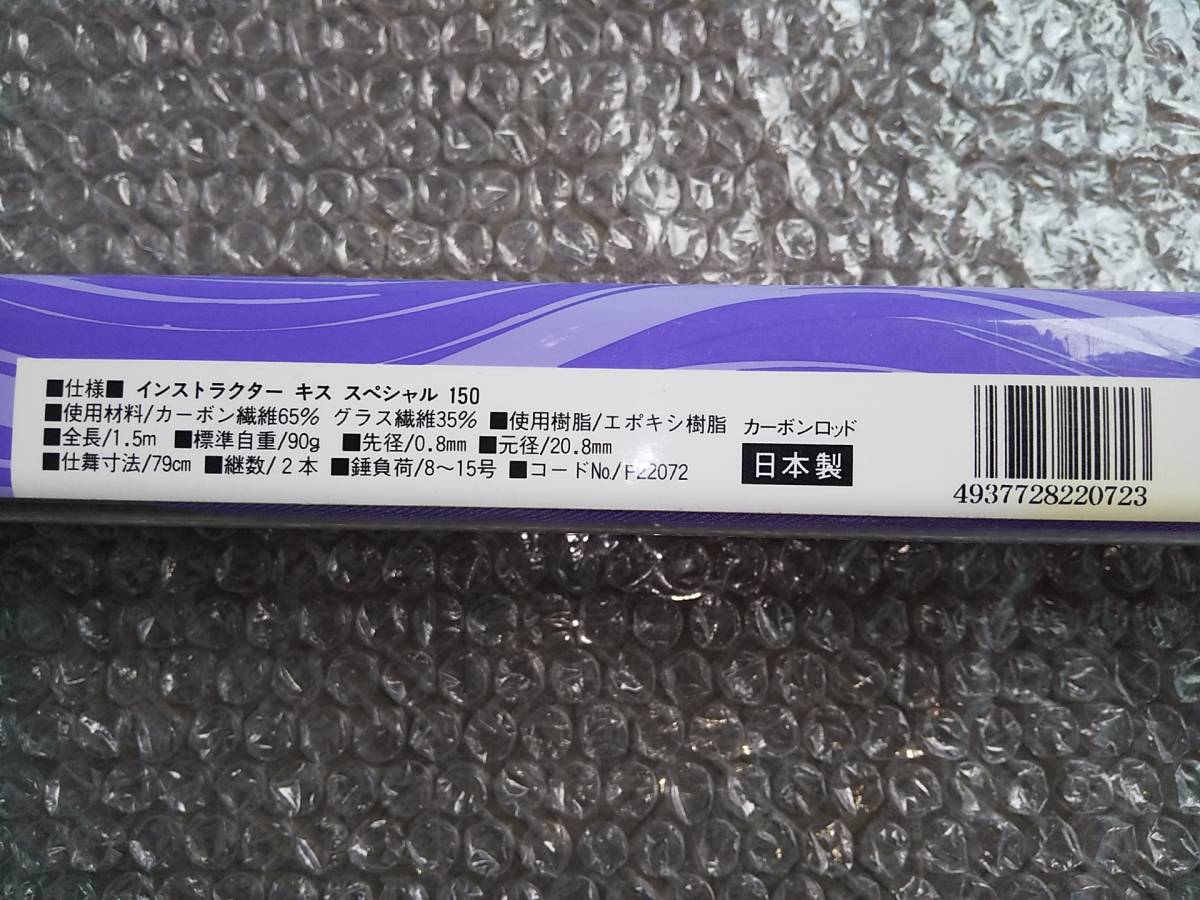 ■仕様■ インストラクター キス スペシャル 150
■使用材料/カーボン繊維65% グラス繊維35% ■使用樹脂/エポキシ樹脂 カーボンロッド
■全長/1.5m ■標準自重/90g ■先径/0.8mm ■元径/20.8mm
■仕舞寸法/79cm ■継数/2本 ■錘負荷/8～15号 ■コードNo./F22072
日本製
4937728220723